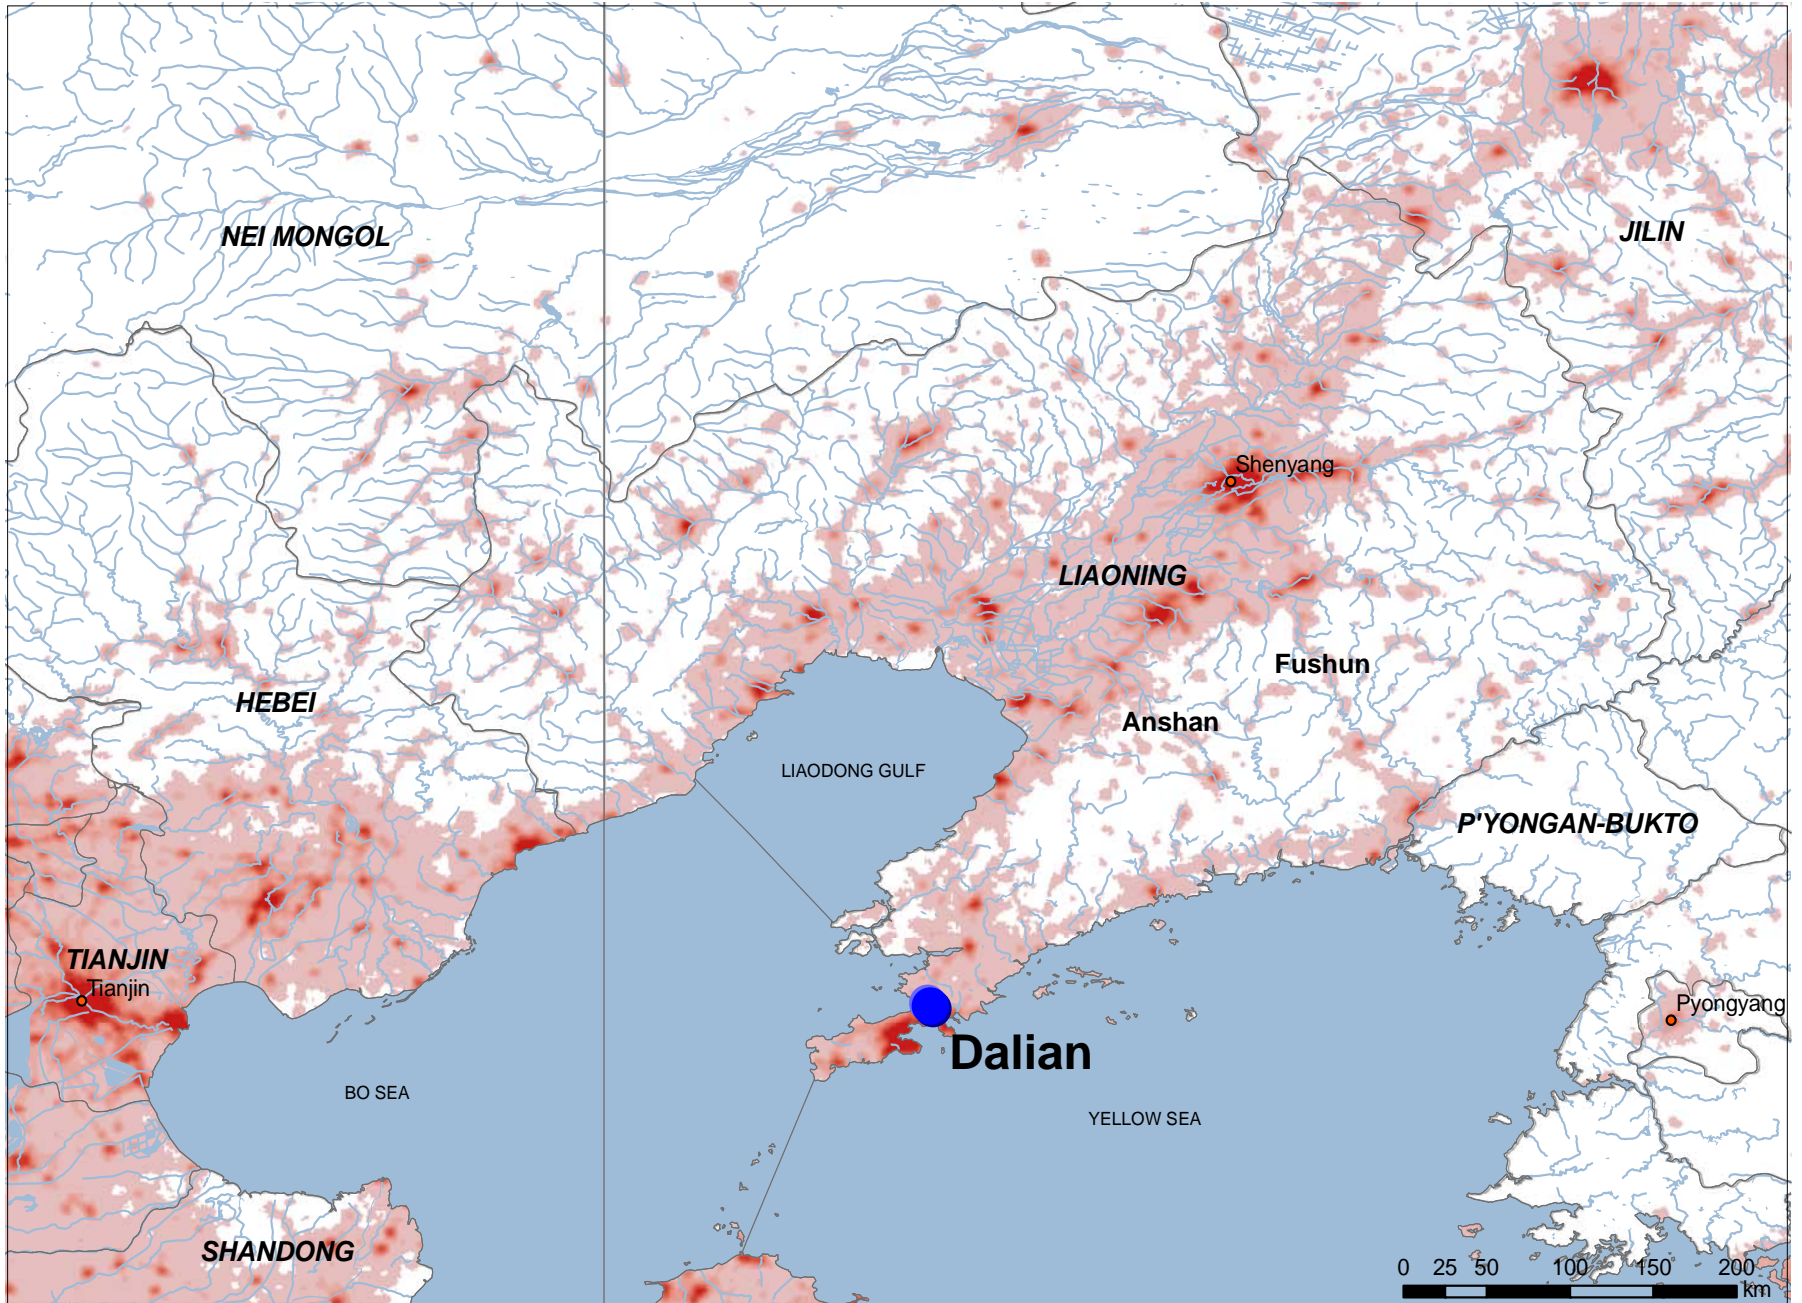 NEI MONGOL
JILIN
Shenyang
LIAONING
Fushun
HEBEI
Anshan
LIAODONG GULF
P'YONGAN-BUKTO
TIANJIN
Tianjin
Pyongyang
Dalian
BO SEA
YELLOW SEA
SHANDONG
0 25 50 100 150 200
km